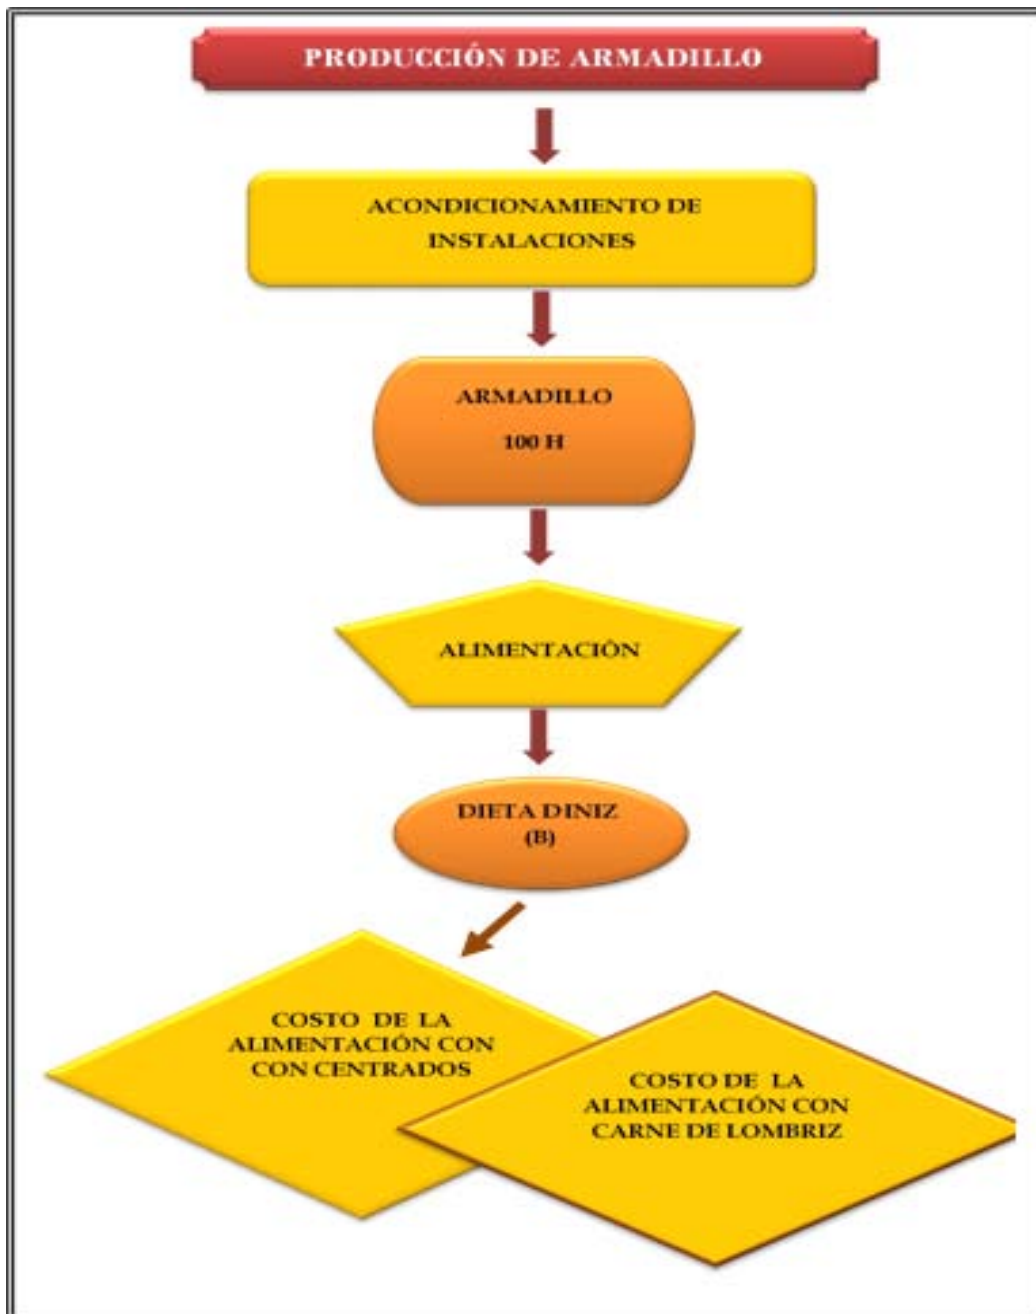 PRODUCCIÓN DE ARMADILLO
ACONDICIONAMIENTO DE
INSTALACIONES
ARMADILLO
100 H
ALIMENTACIÓN
DIETA DINIZ
(B)
COSTO DE LA
ALIMENTACIÓN CON
CON CENTRADOS
COSTO DE LA
ALIMENTACIÓN CON
CARNE DE LOMBRIZ